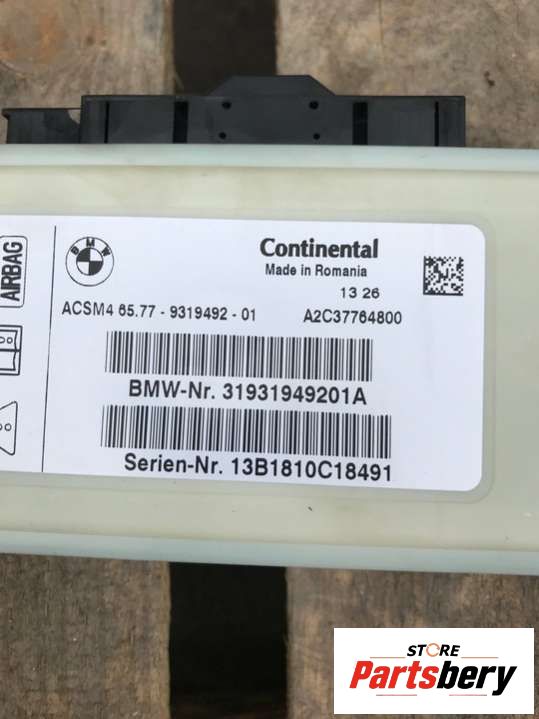 AIRBAG
BMW
Continental
Made in Romania
13 26
ACSM4 65.77 - 9319492 - 01
A2C37764800
BMW-Nr. 31931949201A
Serien-Nr. 13B1810C18491
STORE
Partsbery